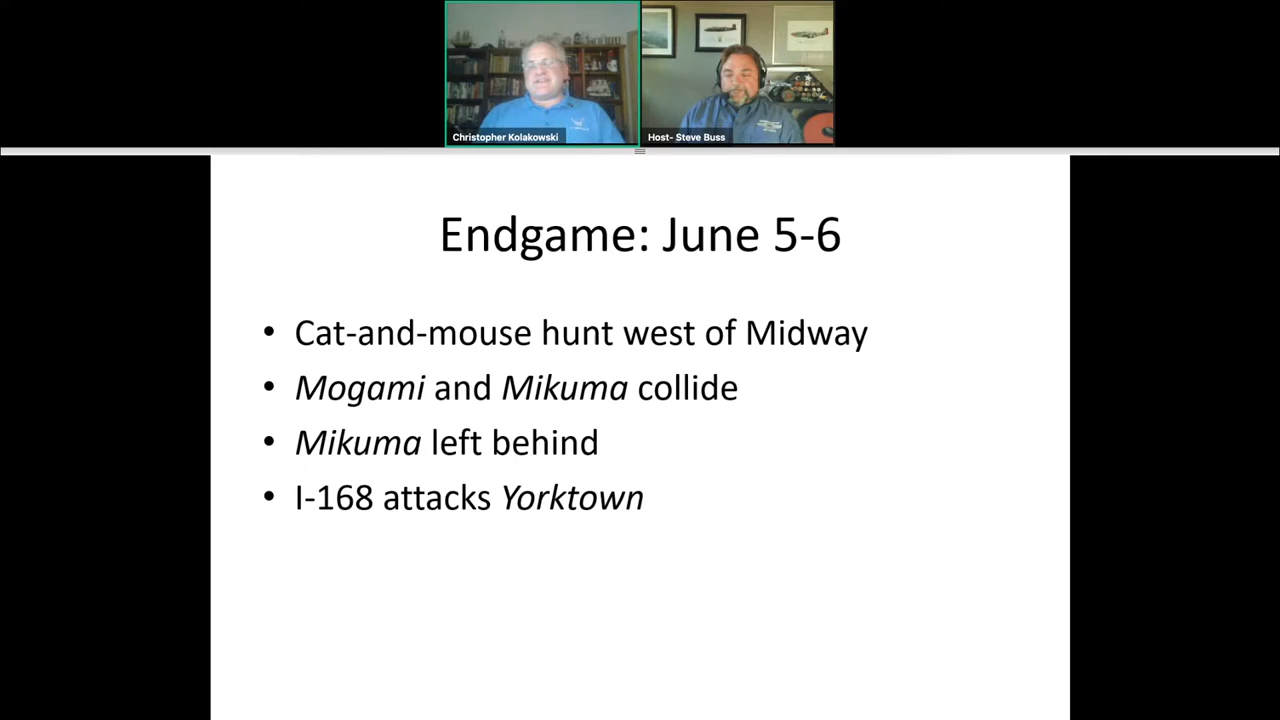 Christopher Kolakowski
Host- Steve Buss
Endgame: June 5-6
• Cat-and-mouse hunt west of Midway
• Mogami and Mikuma collide
• Mikuma left behind
• I-168 attacks Yorktown